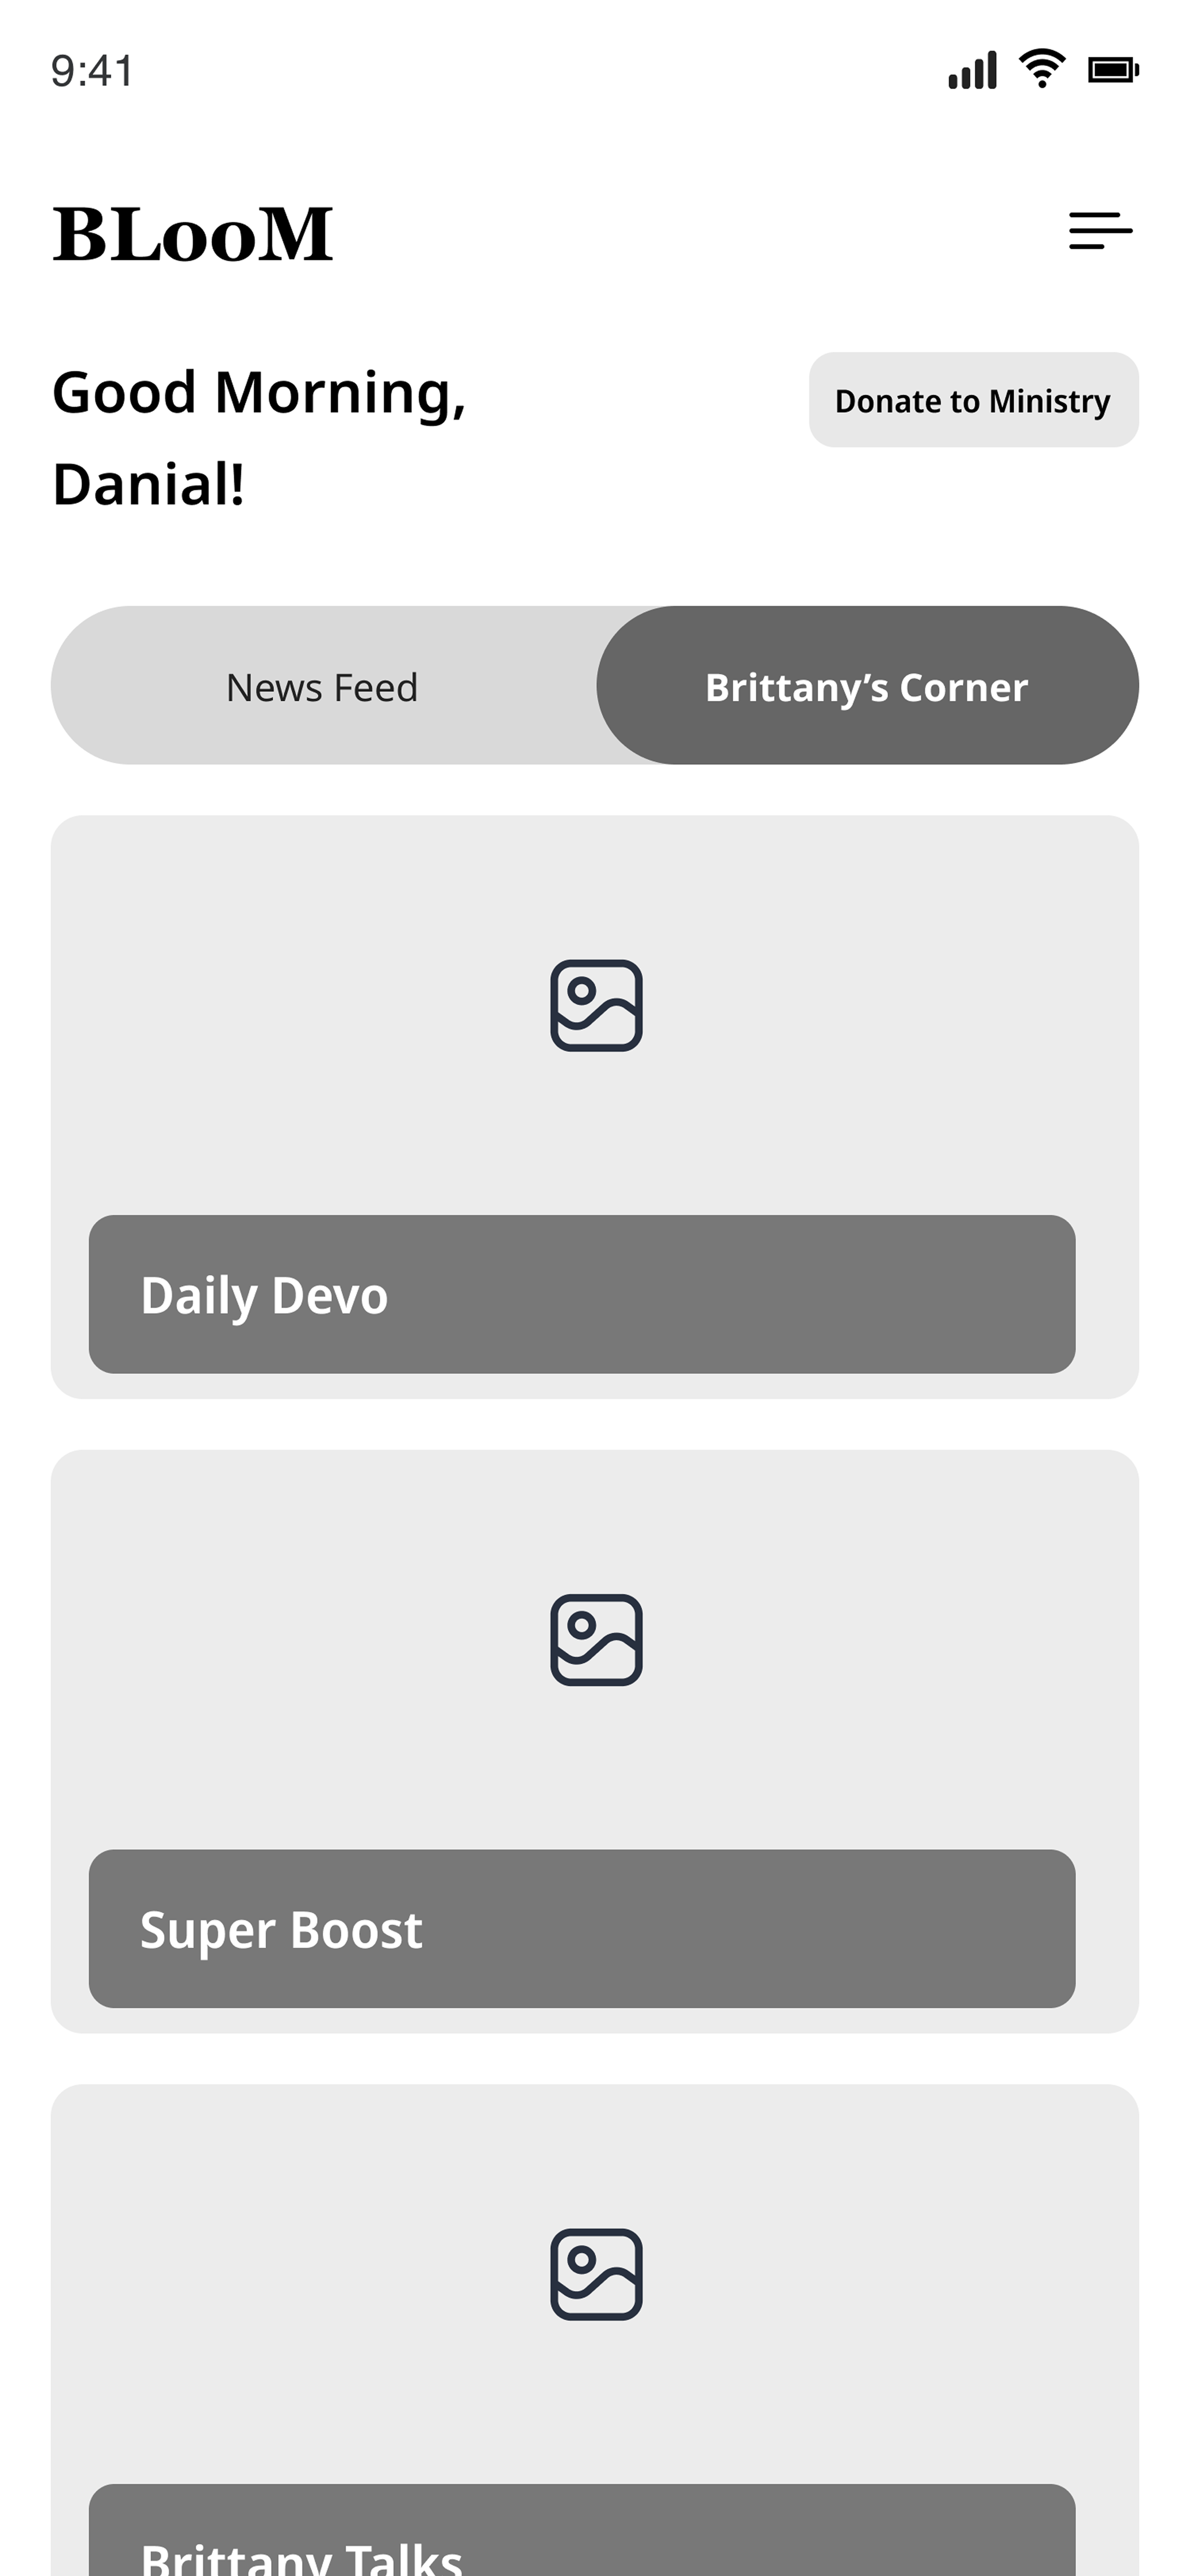 9:41
BLooM
Good Morning,
Danial!
Donate to Ministry
News Feed
Brittany’s Corner
Daily Devo
Super Boost
Brittany Talks